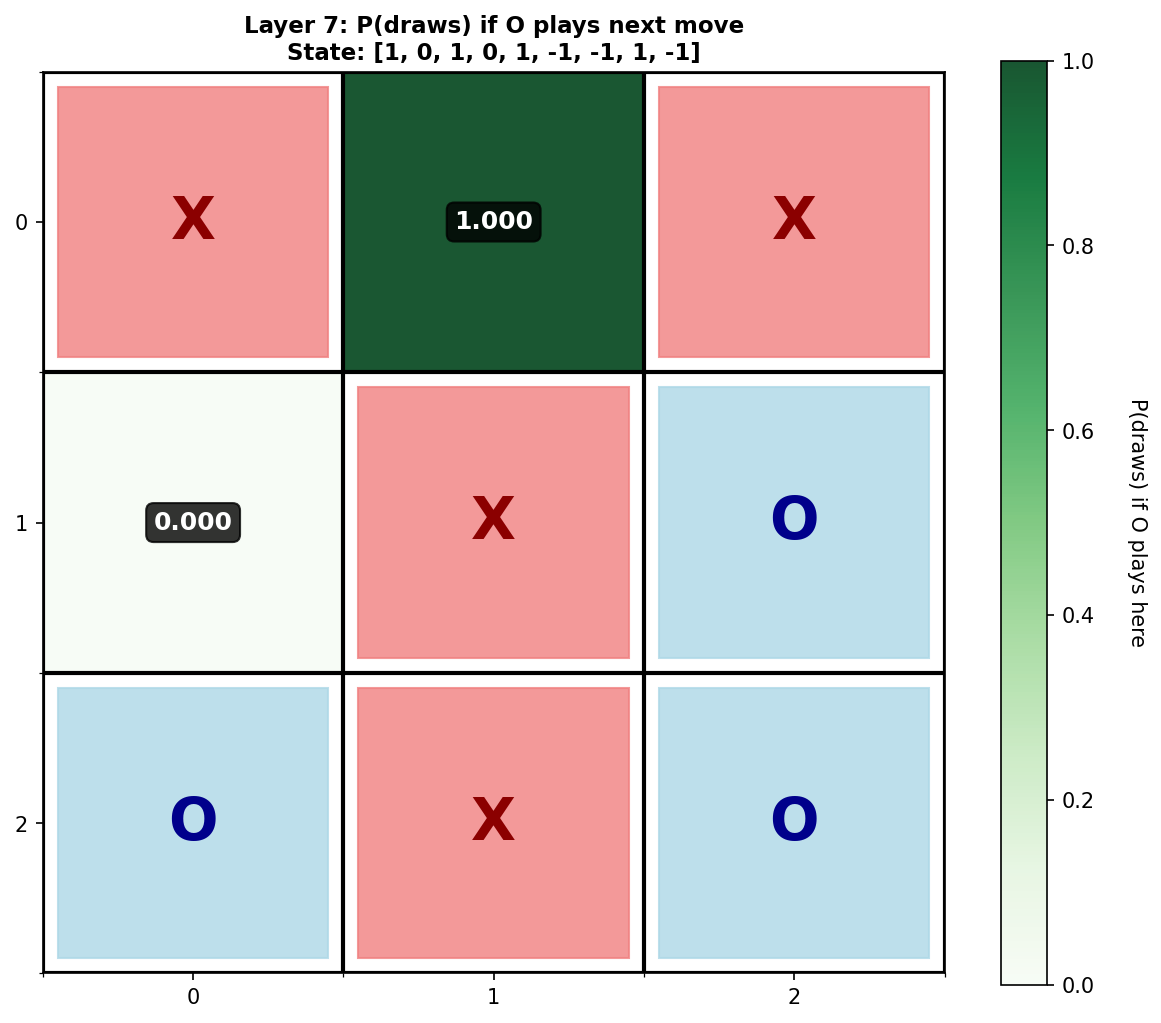 Layer 7: P(draws) if O plays next move
State: [1, 0, 1, 0, 1, -1, -1, 1, -1]
X
1.000
X
0
0.000
X
O
1
O
X
O
2
0
1
2
1.0
0.8
0.6
0.4
0.2
0.0
P(draws) if O plays here